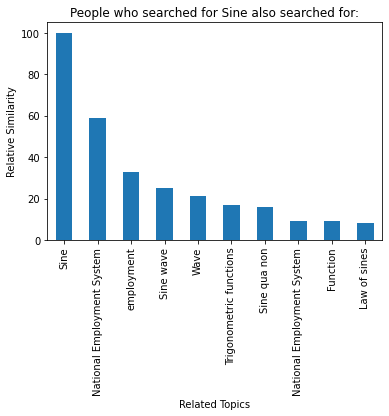 People who searched for Sine also searched for:
Relative Similarity
100
80
60
40
20
0
Sine
National Employment System
employment
Sine wave
Wave
Trigonometric functions
Sine qua non
National Employment System
Function
Law of sines
Related Topics